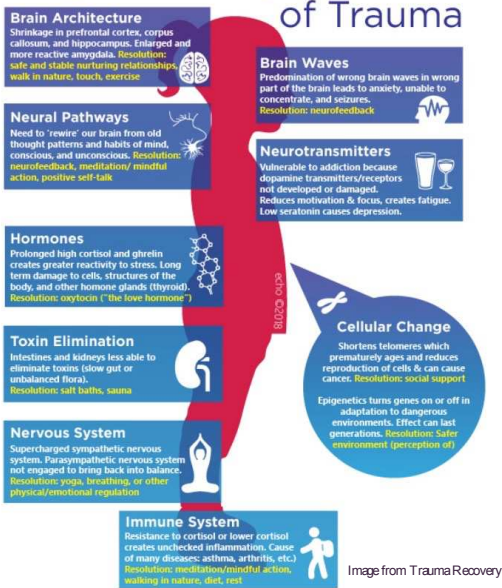 of Trauma
Brain Architecture
Shrinkage in prefrontal cortex, corpus
callosum, and hippocampus. Enlarged and
more reactive amygdala. Resolution:
safe and stable nurturing relationships,
walk in nature, touch, exercise
Brain Waves
Predomination of wrong brain waves in wrong
part of the brain leads to anxiety, unable to
concentrate, and seizures.
Resolution: neurofeedback
Neural Pathways
Need to 'rewire' our brain from old
thought patterns and habits of mind,
conscious, and unconscious. Resolution:
neurofeedback, meditation/ mindful
action, positive self-talk
Neurotransmitters
Vulnerable to addiction because
dopamine transmitters/receptors
not developed or damaged.
Reduces motivation & focus, creates fatigue.
Low seratonin causes depression.
Hormones
Prolonged high cortisol and ghrelin
creates greater reactivity to stress. Long
term damage to cells, structures of the
body, and other homone glands (thyroid).
Resolution: oxytocin ("the love hormone")
echo ©2018
Cellular Change
Shortens telomeres which
prematurely ages and reduces
reproduction of cells & can cause
cancer. Resolution: social support
Epigenetics turns genes on or off in
adaptation to dangerous
environments. Effect can last
generations. Resolution: Safer
environment (perception of)
Toxin Elimination
Intestines and kidneys less able to
eliminate toxins (slow gut or
unbalanced flora).
Resolution: salt baths, sauna
Nervous System
Supercharged sympathetic nervous
system. Parasympathetic nervous system
not engaged to bring back into balance.
Resolution: yoga, breathing, or other
physical/emotional regulation
Immune System
Resistance to cortisol or lower cortisol
creates unchecked inflammation. Cause
of many diseases: asthma, arthritis, etc.)
Resolution: meditation/mindful action,
walking in nature, diet, rest
Image from Trauma Recovery